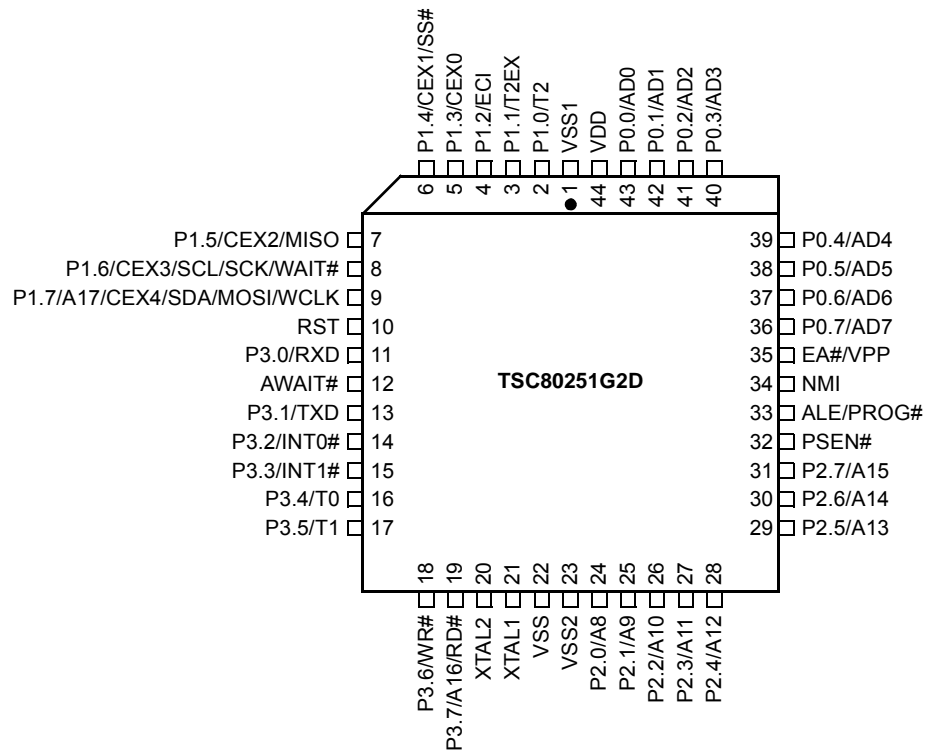 P1.4/CEX1/SS#
P1.3/CEX0
P1.2/ECI
P1.1/T2EX
P1.0/T2
VSS1
VDD
P0.0/AD0
P0.1/AD1
P0.2/AD2
P0.3/AD3
6
5
4
3
2
1
44
43
42
41
40
P1.5/CEX2/MISO 7
P1.6/CEX3/SCL/SCK/WAIT# 8
P1.7/A17/CEX4/SDA/MOSI/WCLK 9
RST 10
P3.0/RXD 11
AWAIT# 12
P3.1/TXD 13
P3.2/INT0# 14
P3.3/INT1# 15
P3.4/T0 16
P3.5/T1 17
TSC80251G2D
39 P0.4/AD4
38 P0.5/AD5
37 P0.6/AD6
36 P0.7/AD7
35 EA#/VPP
34 NMI
33 ALE/PROG#
32 PSEN#
31 P2.7/A15
30 P2.6/A14
29 P2.5/A13
18
19
20
21
22
23
24
25
26
27
28
P3.6/WR#
P3.7/A16/RD#
XTAL2
XTAL1
VSS
VSS2
P2.0/A8
P2.1/A9
P2.2/A10
P2.3/A11
P2.4/A12